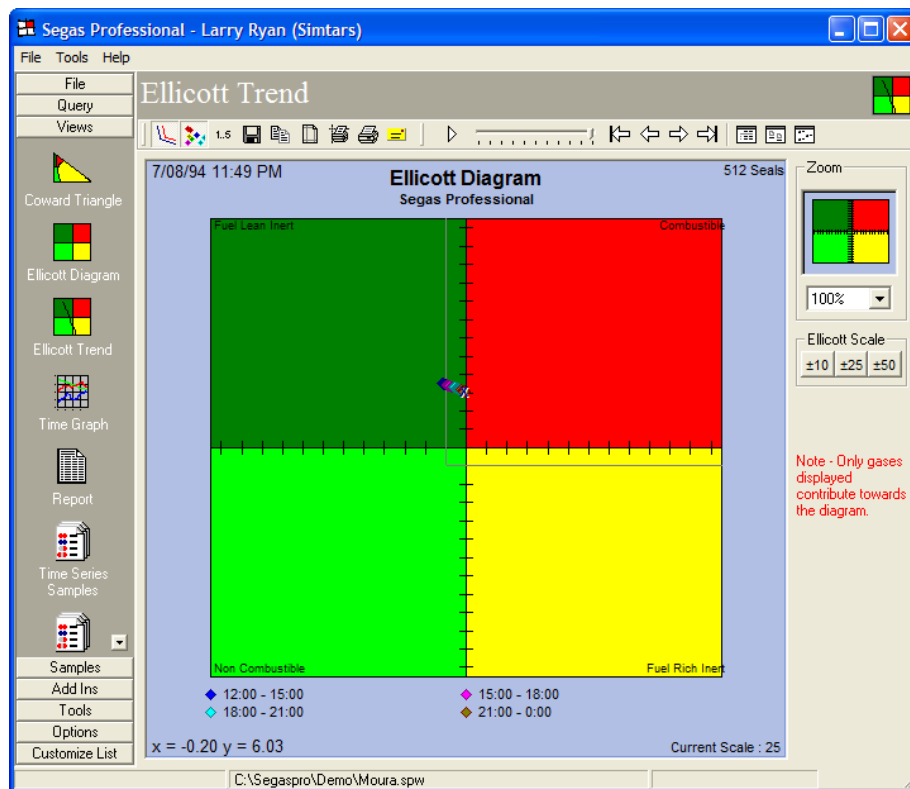 Segas Professional - Larry Ryan (Simtars)
File Tools Help
File
Query
Views
Coward Triangle
Ellicott Diagram
Ellicott Trend
Time Graph
Report
Time Series
Samples
Samples
Add Ins
Tools
Options
Customize List
Ellicott Trend
1.5
7/08/94 11:49 PM
Ellicott Diagram
512 Seals
Segas Professional
Fuel Lean Inert
Combustible
Non Combustible
Fuel Rich Inert
12:00 - 15:00
15:00 - 18:00
18:00 - 21:00
21:00 - 0:00
x = -0.20 y = 6.03
Current Scale : 25
Zoom
100%
Ellicott Scale
±10 ±25 ±50
Note - Only gases
displayed
contribute towards
the diagram.
C:\Segaspro\Demo\Moura.spw